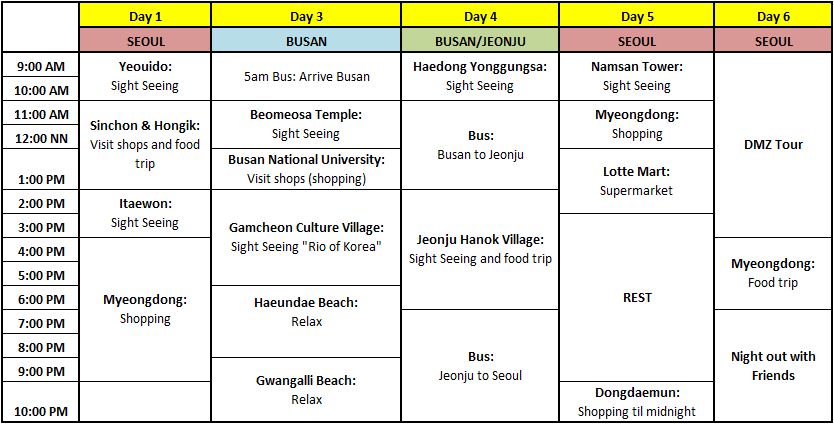 Day 1 Day 3 Day 4 Day 5 Day 6
SEOUL BUSAN BUSAN/JEONJU SEOUL SEOUL
9:00 AM
10:00 AM
11:00 AM
12:00 NN
1:00 PM
2:00 PM
3:00 PM
4:00 PM
5:00 PM
6:00 PM
7:00 PM
8:00 PM
9:00 PM
10:00 PM
Yeouido:
Sight Seeing
Sinchon & Hongik:
Visit shops and food
trip
Itaewon:
Sight Seeing
Myeongdong:
Shopping
5am Bus: Arrive Busan
Beomeosa Temple:
Sight Seeing
Busan National University:
Visit shops (shopping)
Gamcheon Culture Village:
Sight Seeing "Rio of Korea"
Haeundae Beach:
Relax
Gwangalli Beach:
Relax
Haedong Yonggungsa:
Sight Seeing
Bus:
Busan to Jeonju
Jeonju Hanok Village:
Sight Seeing and food trip
Bus:
Jeonju to Seoul
Namsan Tower:
Sight Seeing
Myeongdong:
Shopping
Lotte Mart:
Supermarket
REST
Dongdaemun:
Shopping til midnight
DMZ Tour
Myeongdong:
Food trip
Night out with
Friends